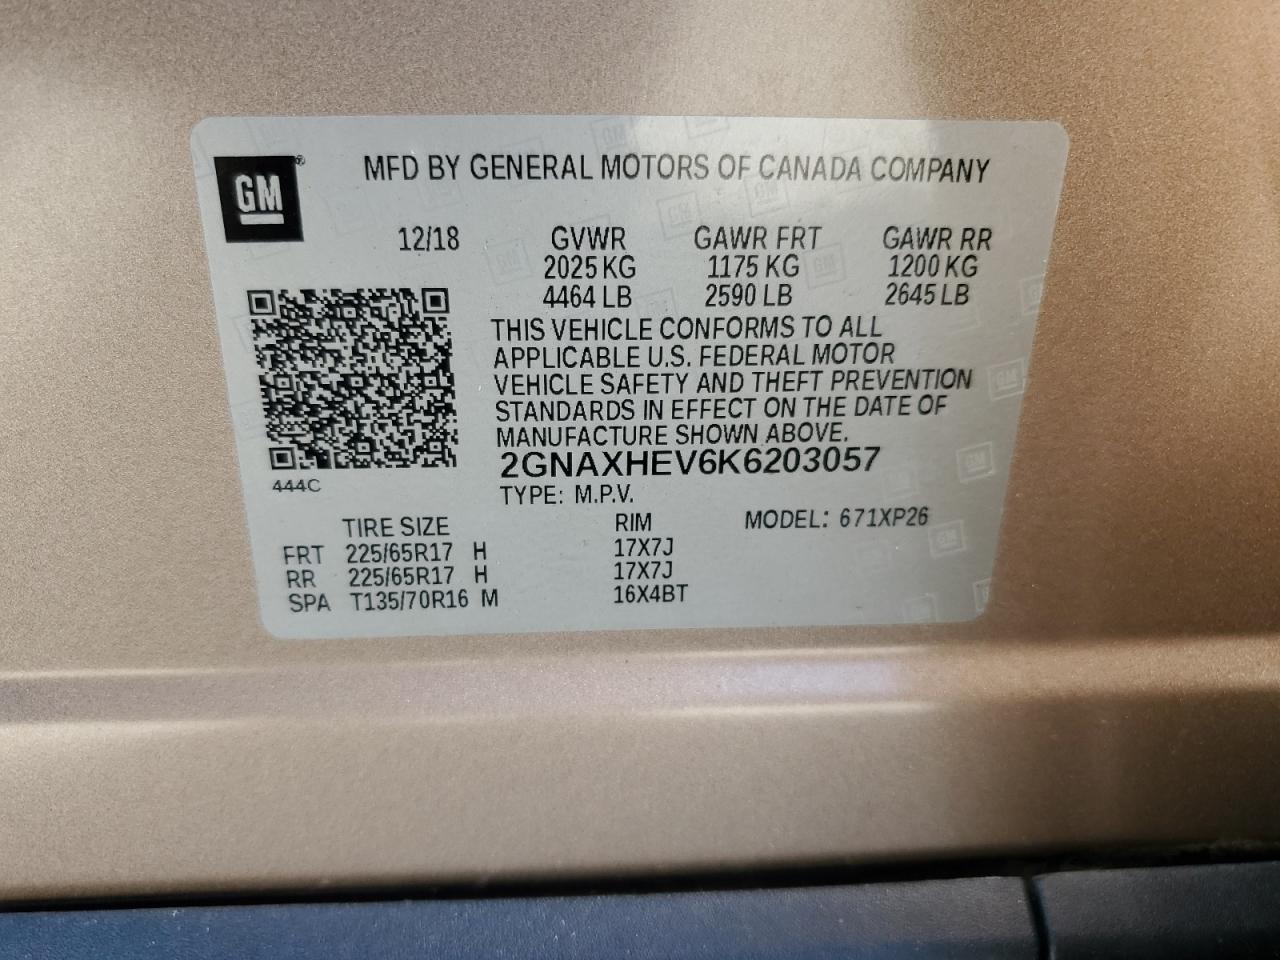 GM®
MFD BY GENERAL MOTORS OF CANADA COMPANY
12/18 GVWR GAWR FRT GAWR RR
2025 KG 1175 KG 1200 KG
4464 LB 2590 LB 2645 LB
THIS VEHICLE CONFORMS TO ALL
APPLICABLE U.S. FEDERAL MOTOR
VEHICLE SAFETY AND THEFT PREVENTION
STANDARDS IN EFFECT ON THE DATE OF
MANUFACTURE SHOWN ABOVE.
2GNAXHEV6K6203057
444C
TYPE: M.P.V.
TIRE SIZE RIM MODEL: 671XP26
FRT 225/65R17 H 17X7J
RR 225/65R17 H 17X7J
SPA T135/70R16 M 16X4BT